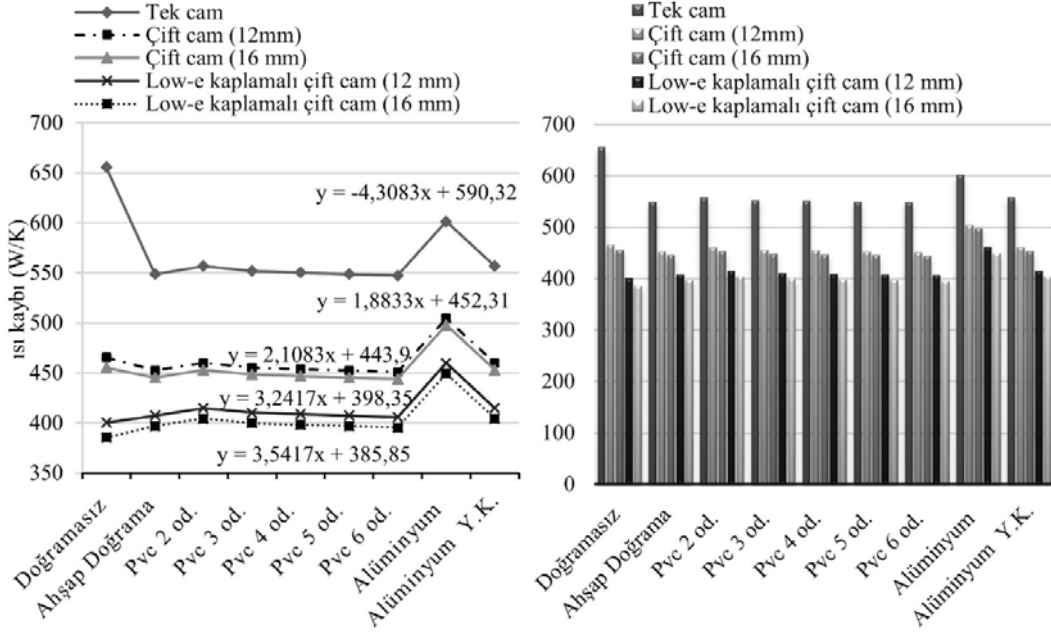 Tek cam
Çift cam (12mm)
Çift cam (16 mm)
Low-e kaplamalı çift cam (12 mm)
Low-e kaplamalı çift cam (16 mm)
700
650
600
550
500
450
400
350
ısı kaybı (W/K)
y = -4,3083x + 590,32
y = 1,8833x + 452,31
y = 2,1083x + 443,9
y = 3,2417x + 398,35
y = 3,5417x + 385,85
Doğramasız
Ahşap Doğrama
Pvc 2 od.
Pvc 3 od.
Pvc 4 od.
Pvc 5 od.
Pvc 6 od.
Alüminyum
Alüminyum Y.K.
Tek cam
Çift cam (12mm)
Çift cam (16 mm)
Low-e kaplamalı çift cam (12 mm)
Low-e kaplamalı çift cam (16 mm)
700
600
500
400
300
200
100
0
Doğramasız
Ahşap Doğrama
Pvc 2 od.
Pvc 3 od.
Pvc 4 od.
Pvc 5 od.
Pvc 6 od.
Alüminyum
Alüminyum Y.K.